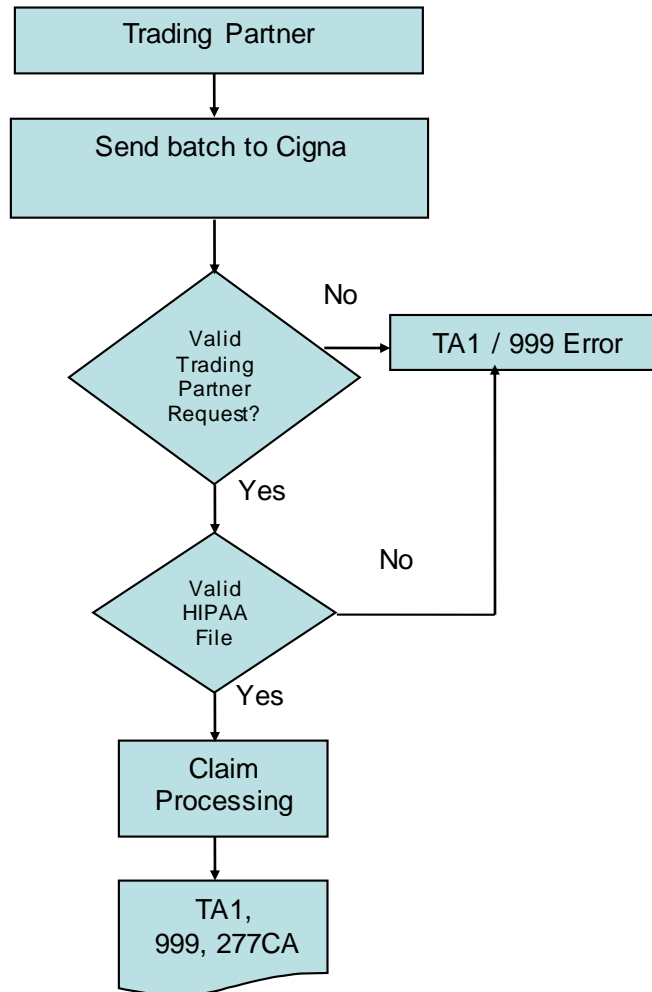 Trading Partner
Send batch to Cigna
No
Valid
Trading
Partner
Request?
TA1 / 999 Error
Yes
No
Valid
HIPAA
File
Yes
Claim
Processing
TA1,
999, 277CA